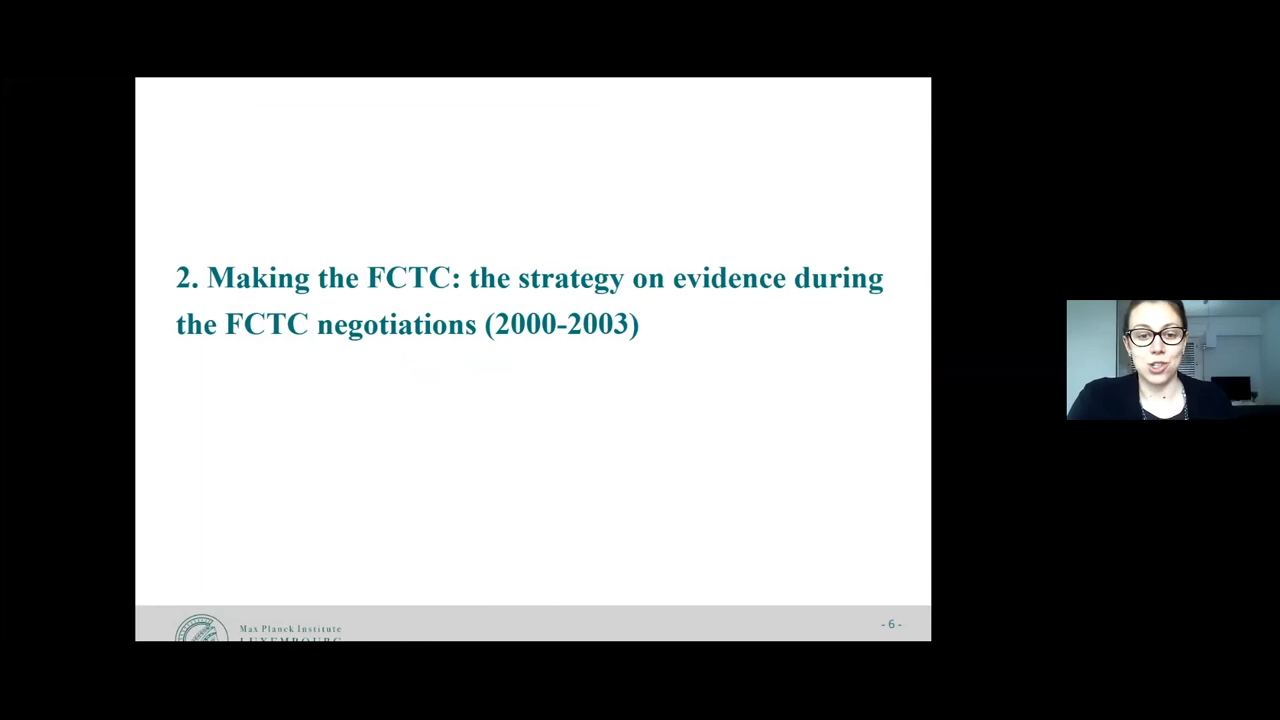 2. Making the FCTC: the strategy on evidence during
the FCTC negotiations (2000-2003)
Max Planck Institute
LUXEMBOURG
- 6 -